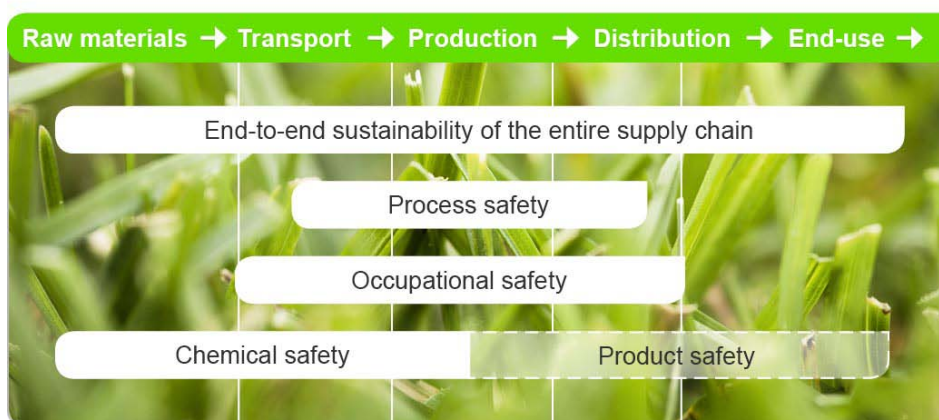 Raw materials → Transport → Production → Distribution → End-use →
End-to-end sustainability of the entire supply chain
Process safety
Occupational safety
Chemical safety Product safety